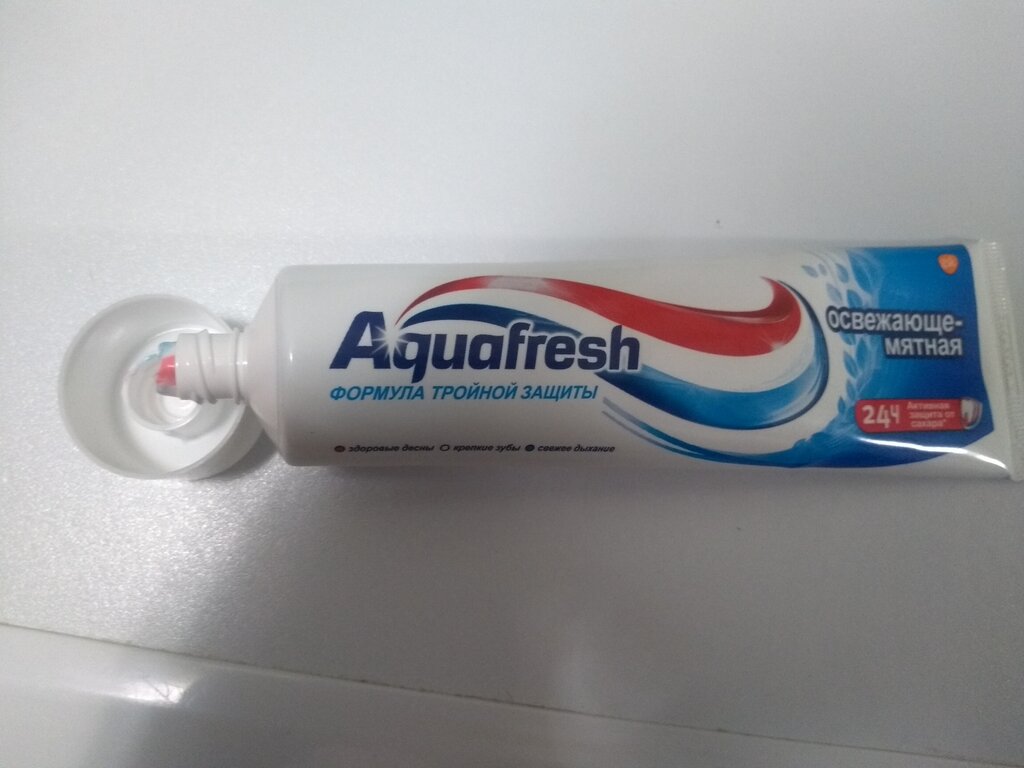 Aquafresh
ФОРМУЛА ТРОЙНОЙ ЗАЩИТЫ
здоровые десны крепкие зубы свежее дыхание
освежающе-
мятная
24Ч
Активная
защита от
сахара*